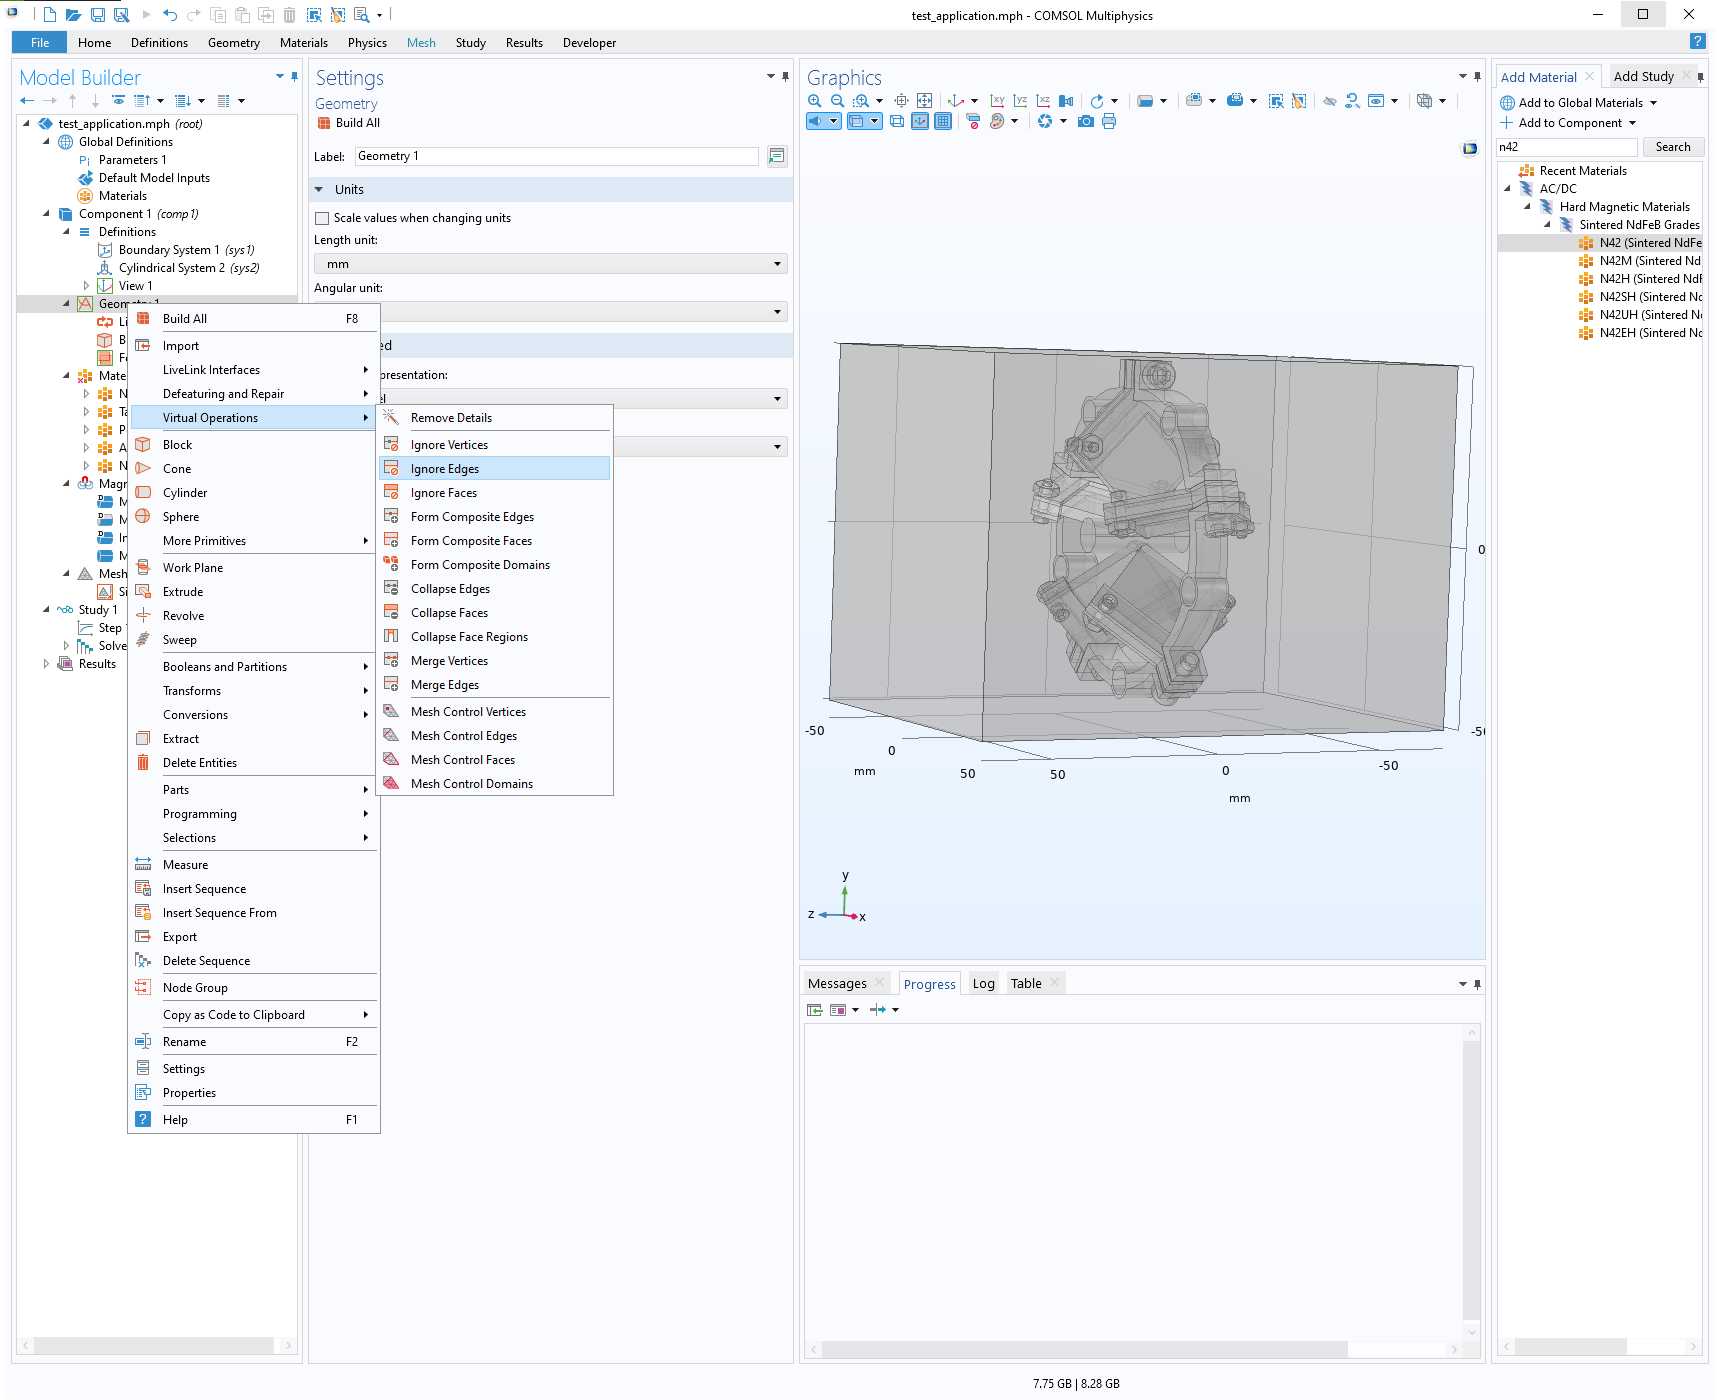 test_application.mph - COMSOL Multiphysics
File Home Definitions Geometry Materials Physics Mesh Study Results Developer
Model Builder
test_application.mph (root)
Global Definitions
Parameters 1
Default Model Inputs
Materials
Component 1 (comp1)
Definitions
Boundary System 1 (sys1)
Cylindrical System 2 (sys2)
View 1
Geometry 1
Li
B
Fo
Mate
N
Ta
P
A
N
Magr
M
M
In
M
Mesh
Si
Study 1
Step
Solve
Results
Build All F8
Import
LiveLink Interfaces
Defeaturing and Repair
Virtual Operations
Block
Cone
Cylinder
Sphere
More Primitives
Work Plane
Extrude
Revolve
Sweep
Booleans and Partitions
Transforms
Conversions
Extract
Delete Entities
Parts
Programming
Selections
Measure
Insert Sequence
Insert Sequence From
Export
Delete Sequence
Node Group
Copy as Code to Clipboard
Rename F2
Settings
Properties
Help F1
Remove Details
Ignore Vertices
Ignore Edges
Ignore Faces
Form Composite Edges
Form Composite Faces
Form Composite Domains
Collapse Edges
Collapse Faces
Collapse Face Regions
Merge Vertices
Merge Edges
Mesh Control Vertices
Mesh Control Edges
Mesh Control Faces
Mesh Control Domains
Settings
Geometry
Build All
Label: Geometry 1
Units
Scale values when changing units
Length unit:
mm
Angular unit:
ed
presentation:
el
Graphics
xy yz xz
0
-50
-50
0
mm
50
50
0
-50
mm
y
z
x
Messages Progress Log Table
Add Material Add Study
Add to Global Materials
Add to Component
n42 Search
Recent Materials
AC/DC
Hard Magnetic Materials
Sintered NdFeB Grades
N42 (Sintered NdFe
N42M (Sintered Nd
N42H (Sintered NdF
N42SH (Sintered No
N42UH (Sintered No
N42EH (Sintered No
7.75 GB | 8.28 GB